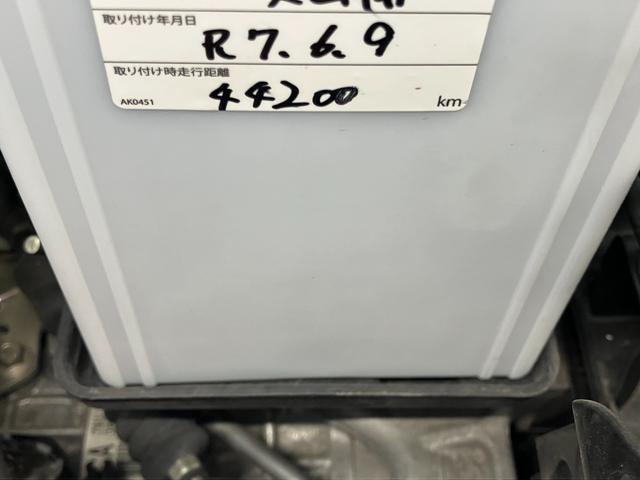 取り付け年月日
R7.6.9
取り付け時走行距離
44200 km
AK0451